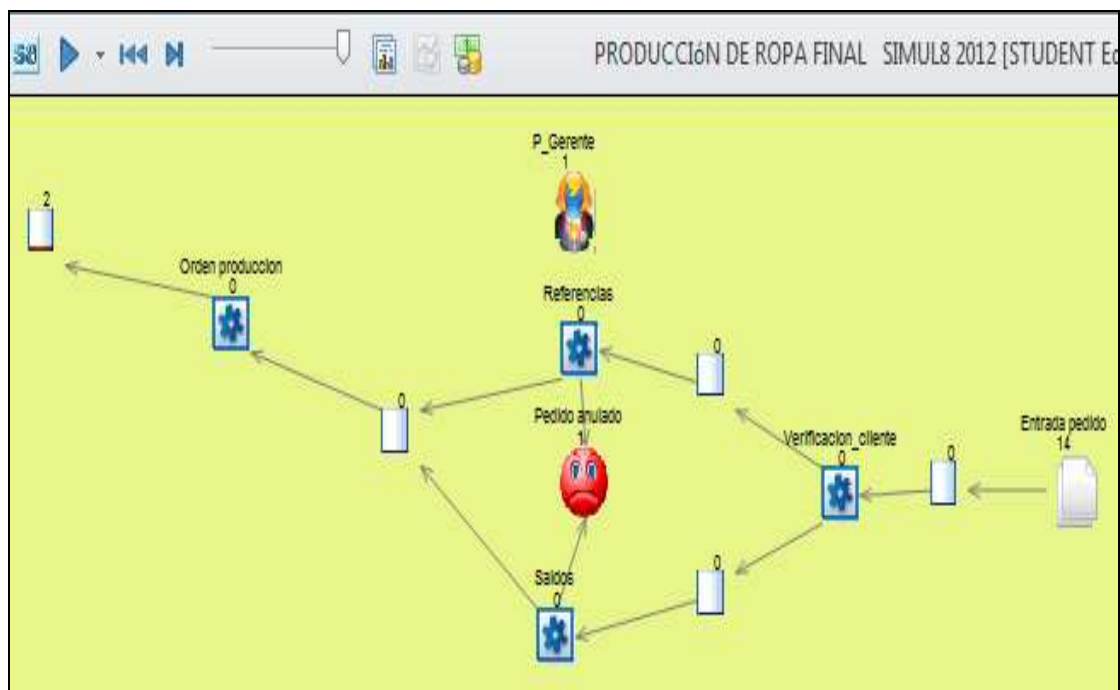 S8 PRODUCCIóN DE ROPA FINAL SIMUL8 2012 [STUDENT Ed
P_Gerente
1
2
Orden produccion
0
Referencias
0
0
0
Pedido anulado
1
Verificacion_cliente
0
0
Entrada pedido
14
Saldos
0
0